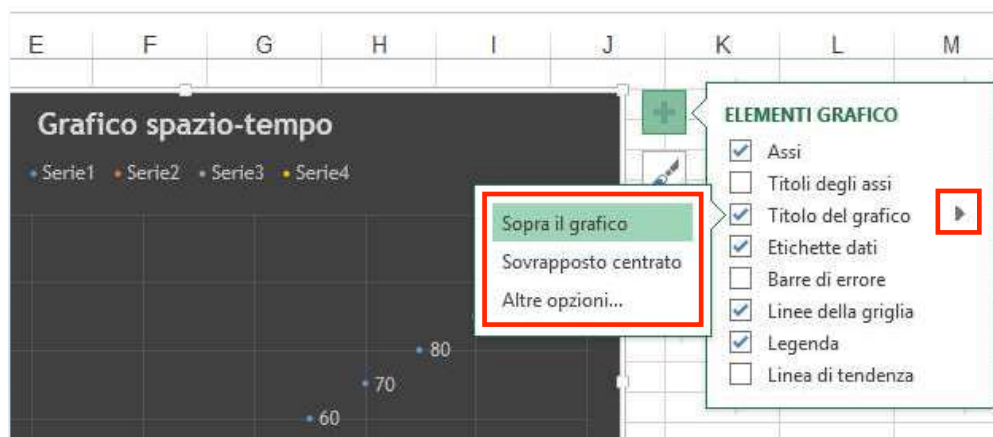 E F G H I J K L M
Grafico spazio-tempo
Serie1 Serie2 Serie3 Serie4
80
70
60
Sopra il grafico
Sovrapposto centrato
Altre opzioni...
ELEMENTI GRAFICO
Assi
Titoli degli assi
Titolo del grafico
Etichette dati
Barre di errore
Linee della griglia
Legenda
Linea di tendenza